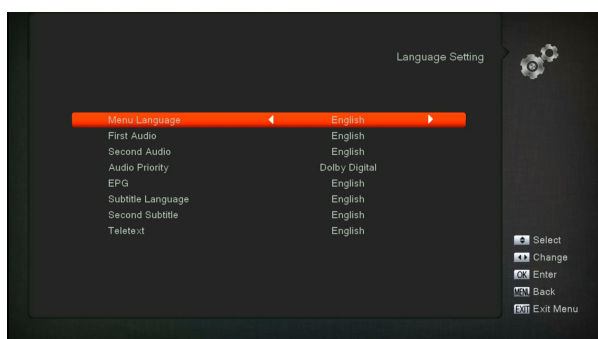 Language Setting
Menu Language English
First Audio English
Second Audio English
Audio Priority Dolby Digital
EPG English
Subtitle Language English
Second Subtitle English
Teletext English
Select
Change
OK Enter
MENU Back
EXIT Exit Menu